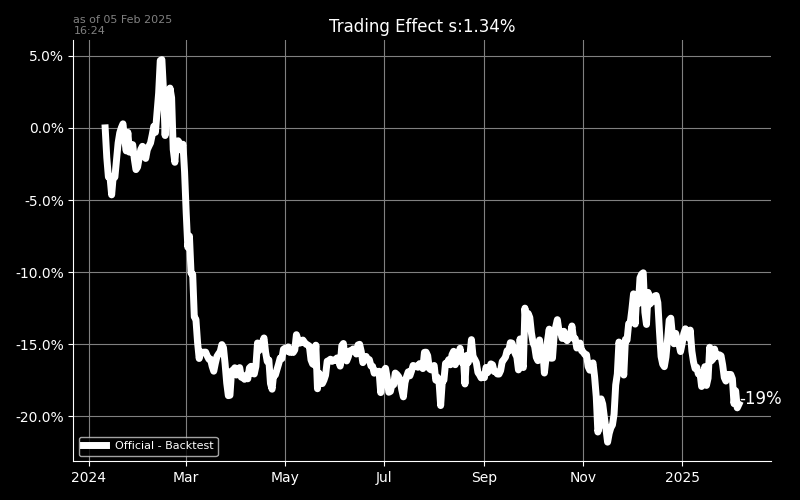 as of 05 Feb 2025
16:24
Trading Effect s:1.34%
5.0%
0.0%
-5.0%
-10.0%
-15.0%
-20.0%
-19%
Official - Backtest
2024 Mar May Jul Sep Nov 2025